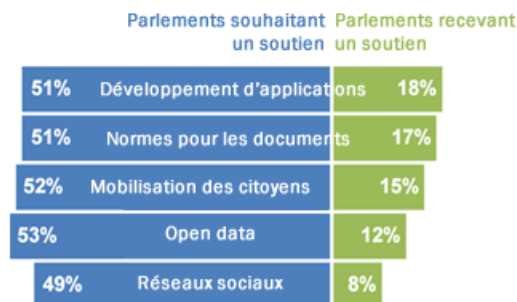 Parlements souhaitant
un soutien
Parlements recevant
un soutien
51% Développement d'applications 18%
51% Normes pour les documents 17%
52% Mobilisation des citoyens 15%
53% Open data 12%
49% Réseaux sociaux 8%